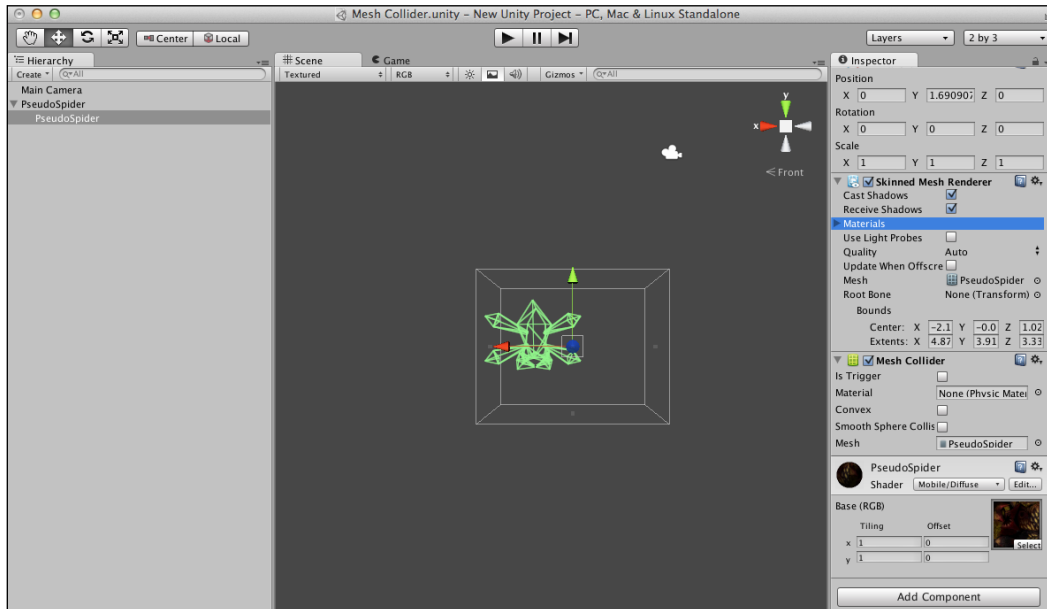 Mesh Collider.unity – New Unity Project – PC, Mac & Linux Standalone
Center Local Layers 2 by 3
Hierarchy
Create All
Main Camera
PseudoSpider
PseudoSpider
Scene Game
Textured RGB Gizmos All
y
x
Front
Inspector
Position
X 0 Y 1.690907 Z 0
Rotation
X 0 Y 0 Z 0
Scale
X 1 Y 1 Z 1
Skinned Mesh Renderer
Cast Shadows
Receive Shadows
Materials
Use Light Probes
Quality Auto
Update When Offscre
Mesh PseudoSpider
Root Bone None (Transform)
Bounds
Center: X -2.1 Y -0.0 Z 1.02
Extents: X 4.87 Y 3.91 Z 3.33
Mesh Collider
Is Trigger
Material None (Physic Mater
Convex
Smooth Sphere Collis
Mesh PseudoSpider
PseudoSpider
Shader Mobile/Diffuse Edit...
Base (RGB)
Tiling Offset
x 1 0
y 1 0
Select
Add Component